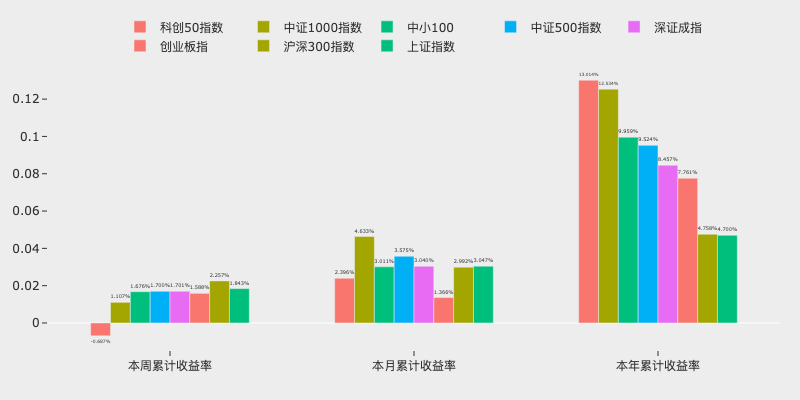 科创50指数 中证1000指数 中小100 中证500指数 深证成指
创业板指 沪深300指数 上证指数
13.014%
12.534%
0.12
9.959%
9.524%
0.1
8.457%
7.761%
0.08
0.06
4.633% 4.758% 4.700%
0.04
2.396% 3.011% 3.575% 3.040% 1.366% 2.992% 3.047%
1.107% 1.676% 1.700% 1.701% 1.588% 2.257% 1.843%
0.02
0
-0.687%
本周累计收益率 本月累计收益率 本年累计收益率